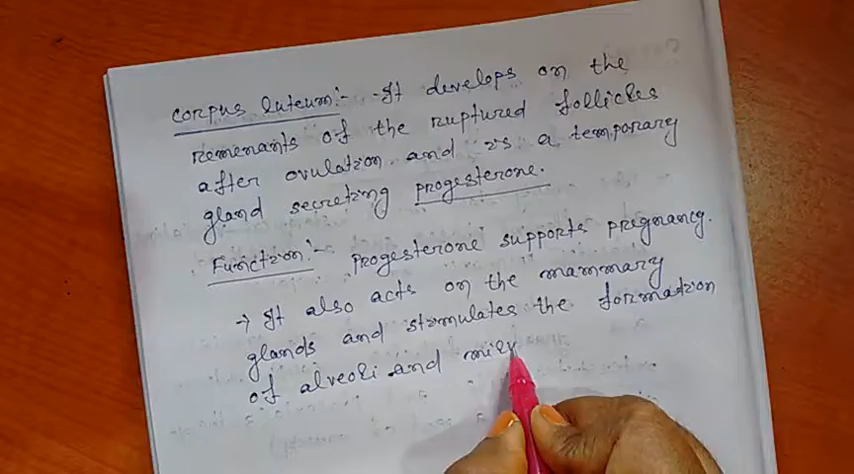 Corpus luteum:- It develops on the
remenants of the ruptured follicles
after ovulation and is a temporary
gland secreting progesterone.
Function:- Progesterone supports pregnancy.
→ It also acts on the mammary
glands and stimulates the formation
of alveoli and milk